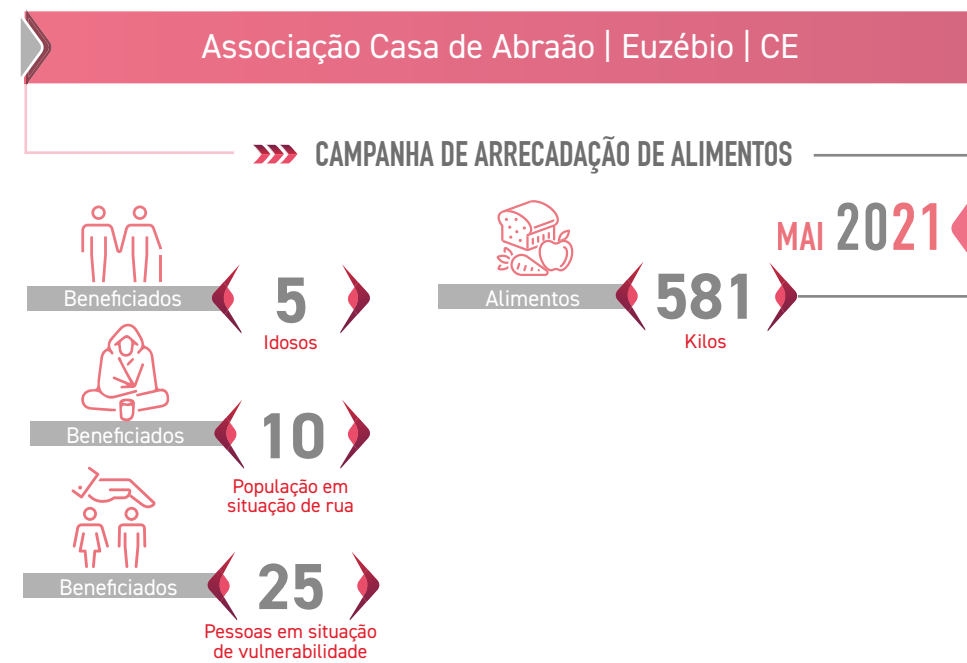 Associação Casa de Abraão | Euzébio | CE
CAMPANHA DE ARRECADAÇÃO DE ALIMENTOS
MAI 2021
Beneficiados
5
Idosos
Alimentos
581
Kilos
Beneficiados
10
População em
situação de rua
Beneficiados
25
Pessoas em situação
de vulnerabilidade